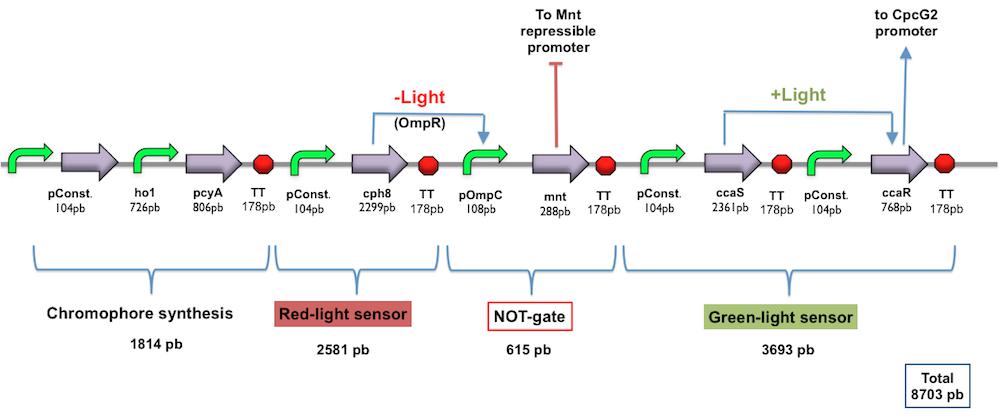 To Mnt
repressible
promoter
to CpcG2
promoter
-Light
(OmpR)
+Light
pConst.
104pb
ho1
726pb
pcyA
806pb
TT
178pb
pConst.
104pb
cph8
2299pb
TT
178pb
pOmpC
108pb
mnt
288pb
TT
178pb
pConst.
104pb
ccaS
2361pb
TT
178pb
pConst.
104pb
ccaR
768pb
TT
178pb
Chromophore synthesis
1814 pb
Red-light sensor
2581 pb
NOT-gate
615 pb
Green-light sensor
3693 pb
Total
8703 pb